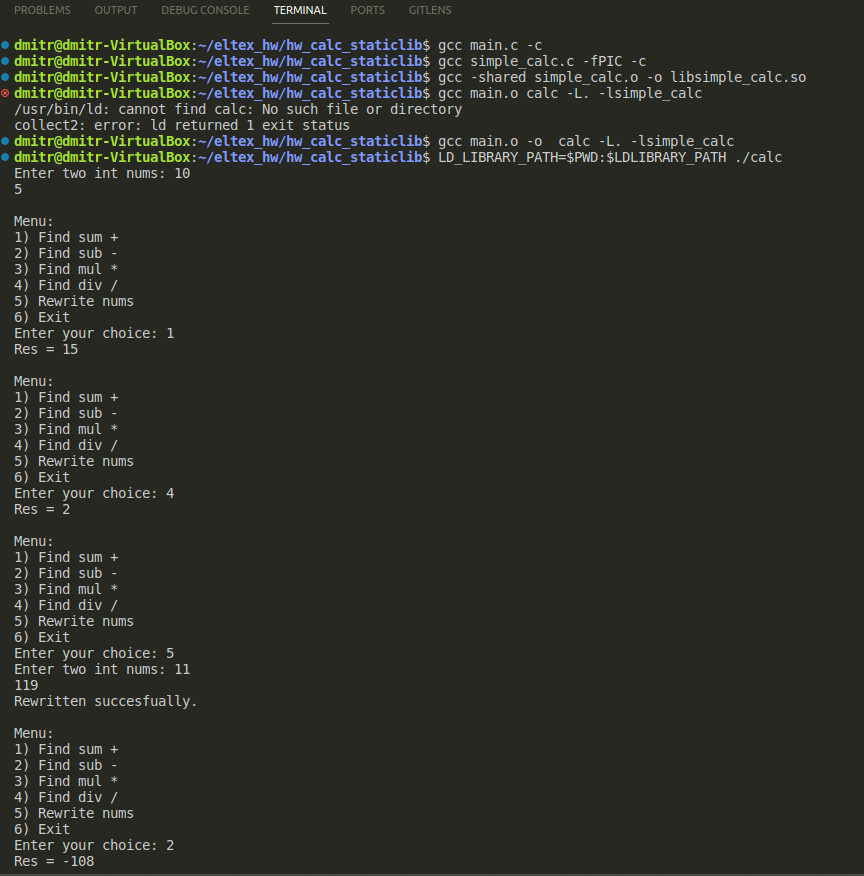 PROBLEMS OUTPUT DEBUG CONSOLE TERMINAL PORTS GITLENS
dmitr@dmitr-VirtualBox:~/eltex_hw/hw_calc_staticlib$ gcc main.c -c
dmitr@dmitr-VirtualBox:~/eltex_hw/hw_calc_staticlib$ gcc simple_calc.c -fPIC -c
dmitr@dmitr-VirtualBox:~/eltex_hw/hw_calc_staticlib$ gcc -shared simple_calc.o -o libsimple_calc.so
dmitr@dmitr-VirtualBox:~/eltex_hw/hw_calc_staticlib$ gcc main.o calc -L. -lsimple_calc
/usr/bin/ld: cannot find calc: No such file or directory
collect2: error: ld returned 1 exit status
dmitr@dmitr-VirtualBox:~/eltex_hw/hw_calc_staticlib$ gcc main.o -o  calc -L. -lsimple_calc
dmitr@dmitr-VirtualBox:~/eltex_hw/hw_calc_staticlib$ LD_LIBRARY_PATH=$PWD:$LDLIBRARY_PATH ./calc
Enter two int nums: 10
5
Menu:
1) Find sum +
2) Find sub -
3) Find mul *
4) Find div /
5) Rewrite nums
6) Exit
Enter your choice: 1
Res = 15
Menu:
1) Find sum +
2) Find sub -
3) Find mul *
4) Find div /
5) Rewrite nums
6) Exit
Enter your choice: 4
Res = 2
Menu:
1) Find sum +
2) Find sub -
3) Find mul *
4) Find div /
5) Rewrite nums
6) Exit
Enter your choice: 5
Enter two int nums: 11
119
Rewritten succesfually.
Menu:
1) Find sum +
2) Find sub -
3) Find mul *
4) Find div /
5) Rewrite nums
6) Exit
Enter your choice: 2
Res = -108